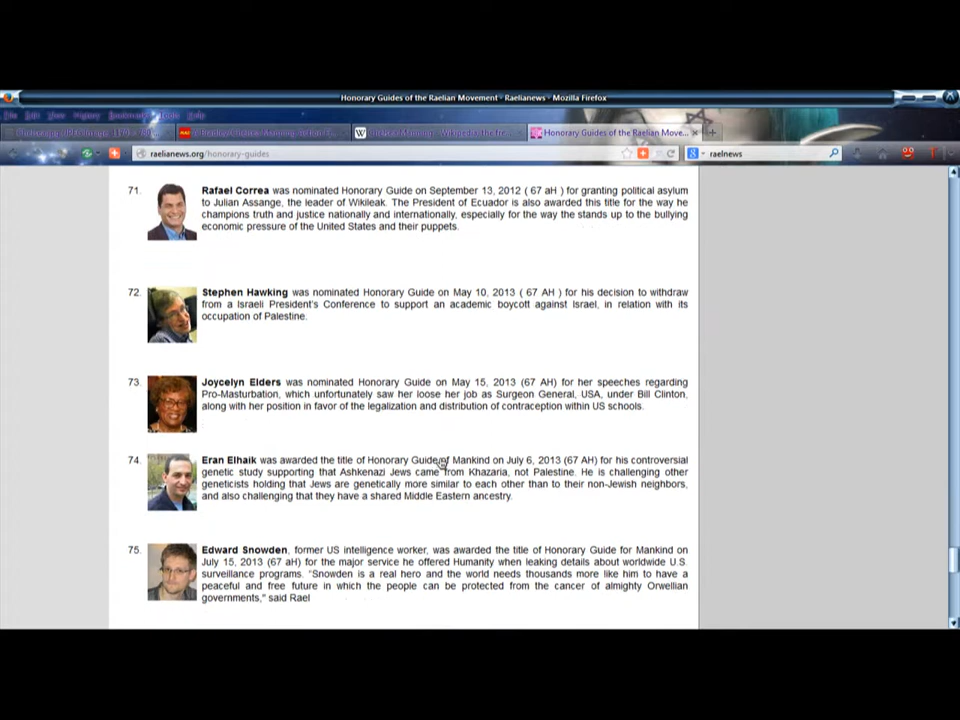 Honorary Guides of the Raelian Movement - Raelianews - Mozilla Firefox
Honorary Guides of the Raelian Move...
raelianews.org/honorary-guides
raelnews
71.
Rafael Correa was nominated Honorary Guide on September 13, 2012 ( 67 aH ) for granting political asylum
to Julian Assange, the leader of Wikileak. The President of Ecuador is also awarded this title for the way he
champions truth and justice nationally and internationally, especially for the way the stands up to the bullying
economic pressure of the United States and their puppets.
72.
Stephen Hawking was nominated Honorary Guide on May 10, 2013 ( 67 AH ) for his decision to withdraw
from a Israeli President's Conference to support an academic boycott against Israel, in relation with its
occupation of Palestine.
73.
Joycelyn Elders was nominated Honorary Guide on May 15, 2013 (67 AH) for her speeches regarding
Pro-Masturbation, which unfortunately saw her loose her job as Surgeon General, USA, under Bill Clinton,
along with her position in favor of the legalization and distribution of contraception within US schools.
74.
Eran Elhaik was awarded the title of Honorary Guide of Mankind on July 6, 2013 (67 AH) for his controversial
genetic study supporting that Ashkenazi Jews came from Khazaria, not Palestine. He is challenging other
geneticists holding that Jews are genetically more similar to each other than to their non-Jewish neighbors,
and also challenging that they have a shared Middle Eastern ancestry.
75.
Edward Snowden, former US intelligence worker, was awarded the title of Honorary Guide for Mankind on
July 15, 2013 (67 aH) for the major service he offered Humanity when leaking details about worldwide U.S.
surveillance programs. "Snowden is a real hero and the world needs thousands more like him to have a
peaceful and free future in which the people can be protected from the cancer of almighty Orwellian
governments," said Rael